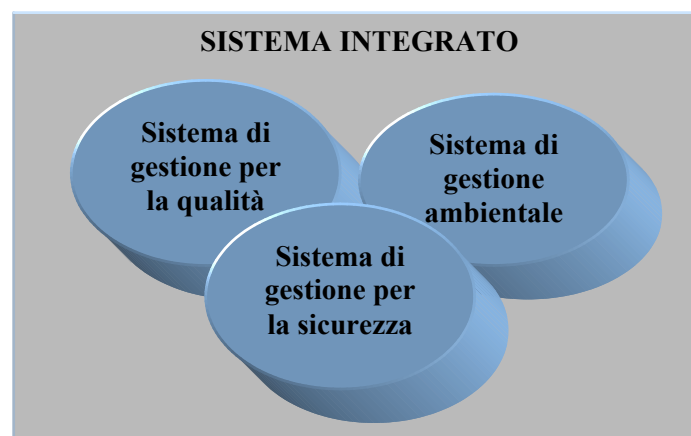 SISTEMA INTEGRATO
Sistema di
gestione per
la qualità
Sistema di
gestione
ambientale
Sistema di
gestione per
la sicurezza